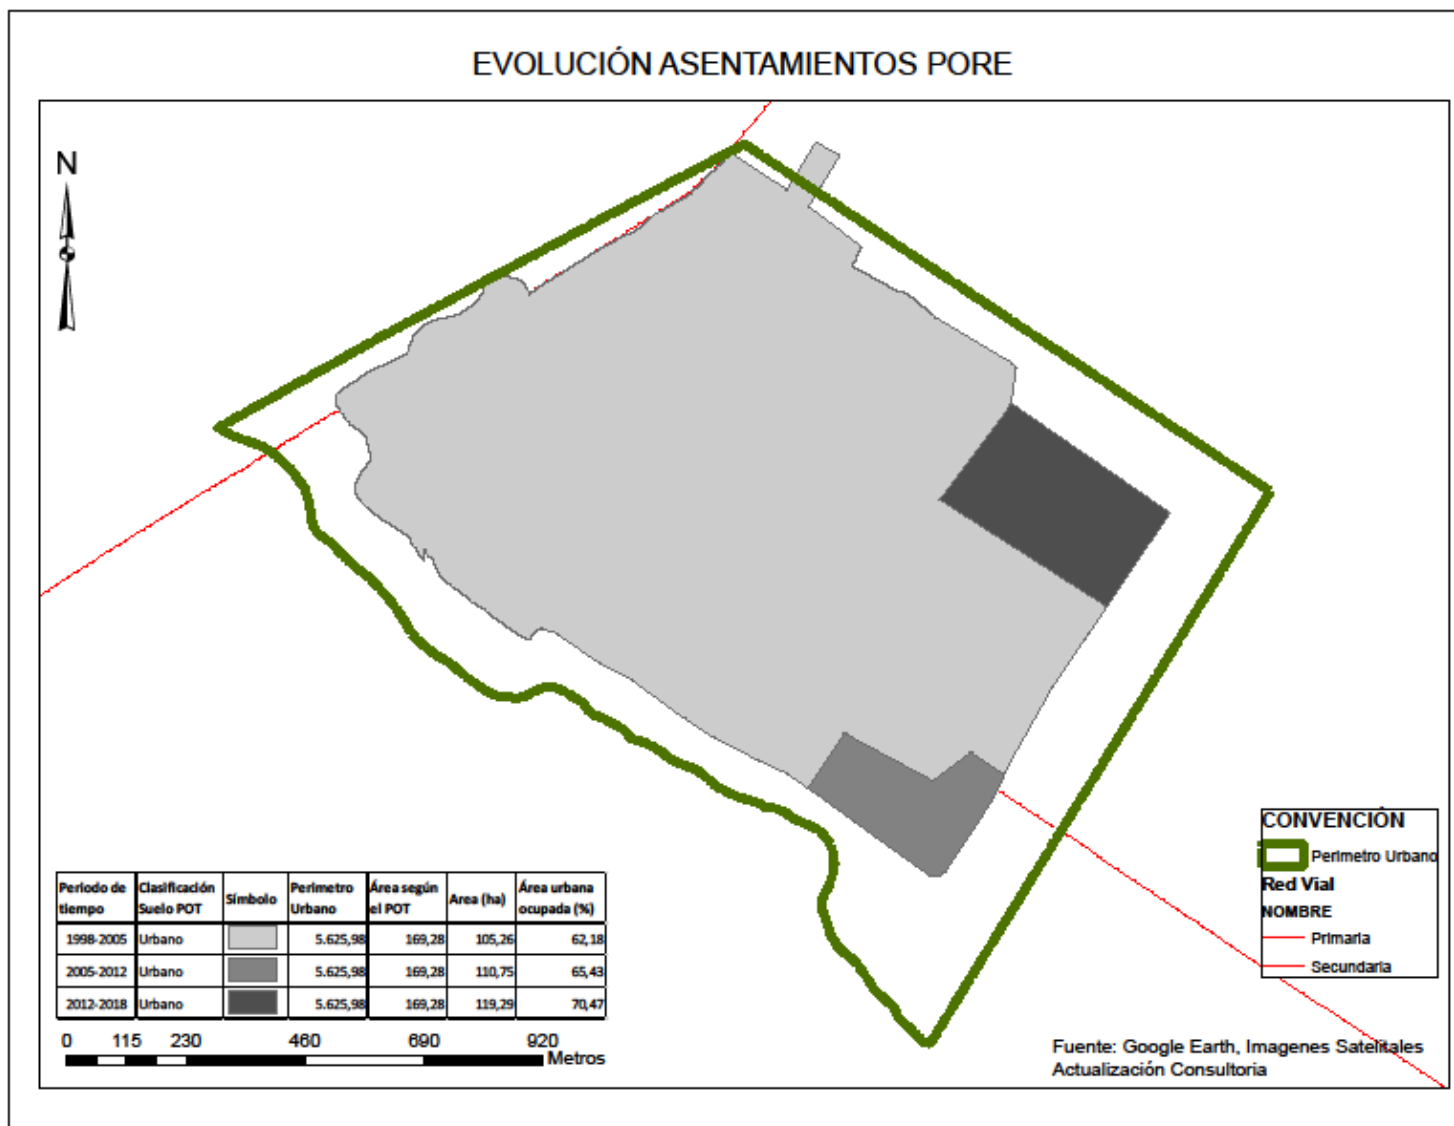 EVOLUCIÓN ASENTAMIENTOS PORE
N
Periodo de tiempo | Clasificación Suelo POT | Símbolo | Perimetro Urbano | Área según el POT | Area (ha) | Área urbana ocupada (%)
1998-2005 | Urbano | 5.625,98 | 169,28 | 105,26 | 62,18
2005-2012 | Urbano | 5.625,98 | 169,28 | 110,75 | 65,43
2012-2018 | Urbano | 5.625,98 | 169,28 | 119,29 | 70,47
0 115 230 460 690 920
Metros
CONVENCIÓN
Perimetro Urbano
Red Vial
NOMBRE
Primaria
Secundaria
Fuente: Google Earth, Imagenes Satelitales
Actualización Consultoria